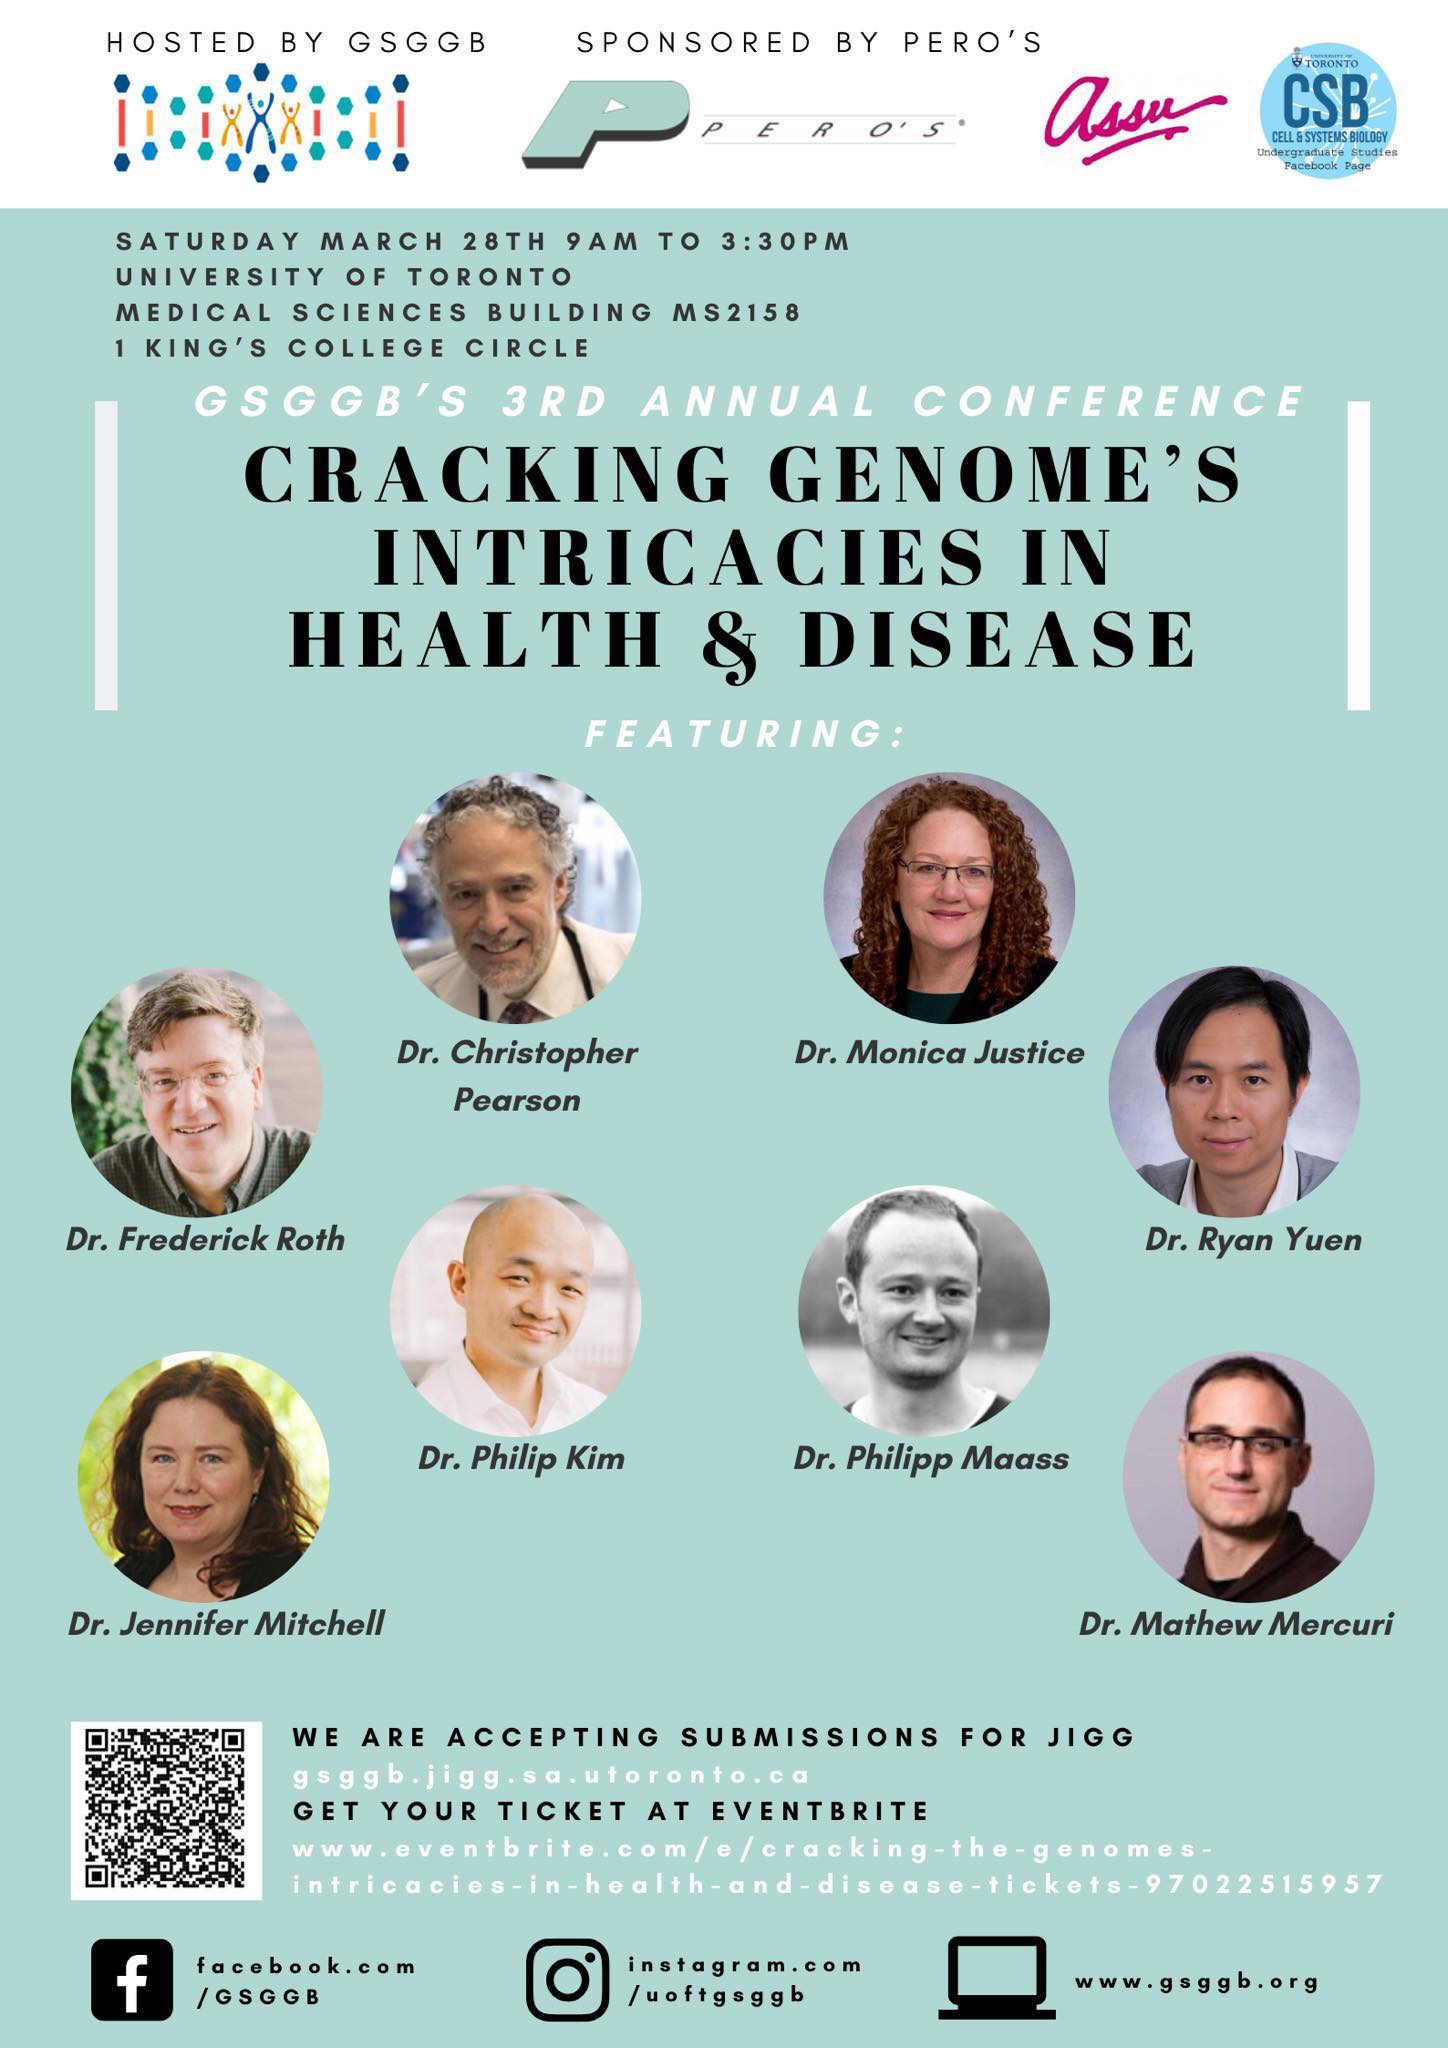 HOSTED BY GSGGB
SPONSORED BY PERO'S
PERO'S®
assu
UNIVERSITY OF
TORONTO
CSB
CELL & SYSTEMS BIOLOGY
Undergraduate Studies
Facebook Page
SATURDAY MARCH 28TH 9AM TO 3:30PM
UNIVERSITY OF TORONTO
MEDICAL SCIENCES BUILDING MS2158
1 KING'S COLLEGE CIRCLE
GSGGB'S 3RD ANNUAL CONFERENCE
CRACKING GENOME'S
INTRICACIES IN
HEALTH & DISEASE
FEATURING:
Dr. Christopher
Pearson
Dr. Monica Justice
Dr. Frederick Roth
Dr. Ryan Yuen
Dr. Philip Kim
Dr. Philipp Maass
Dr. Jennifer Mitchell
Dr. Mathew Mercuri
WE ARE ACCEPTING SUBMISSIONS FOR JIGG
gsggb.jigg.sa.utoronto.ca
GET YOUR TICKET AT EVENTBRITE
www.eventbrite.com/e/cracking-the-genomes-
intricacies-in-health-and-disease-tickets-97022515957
facebook.com
/GSGGB
instagram.com
/uoftgsggb
www.gsggb.org